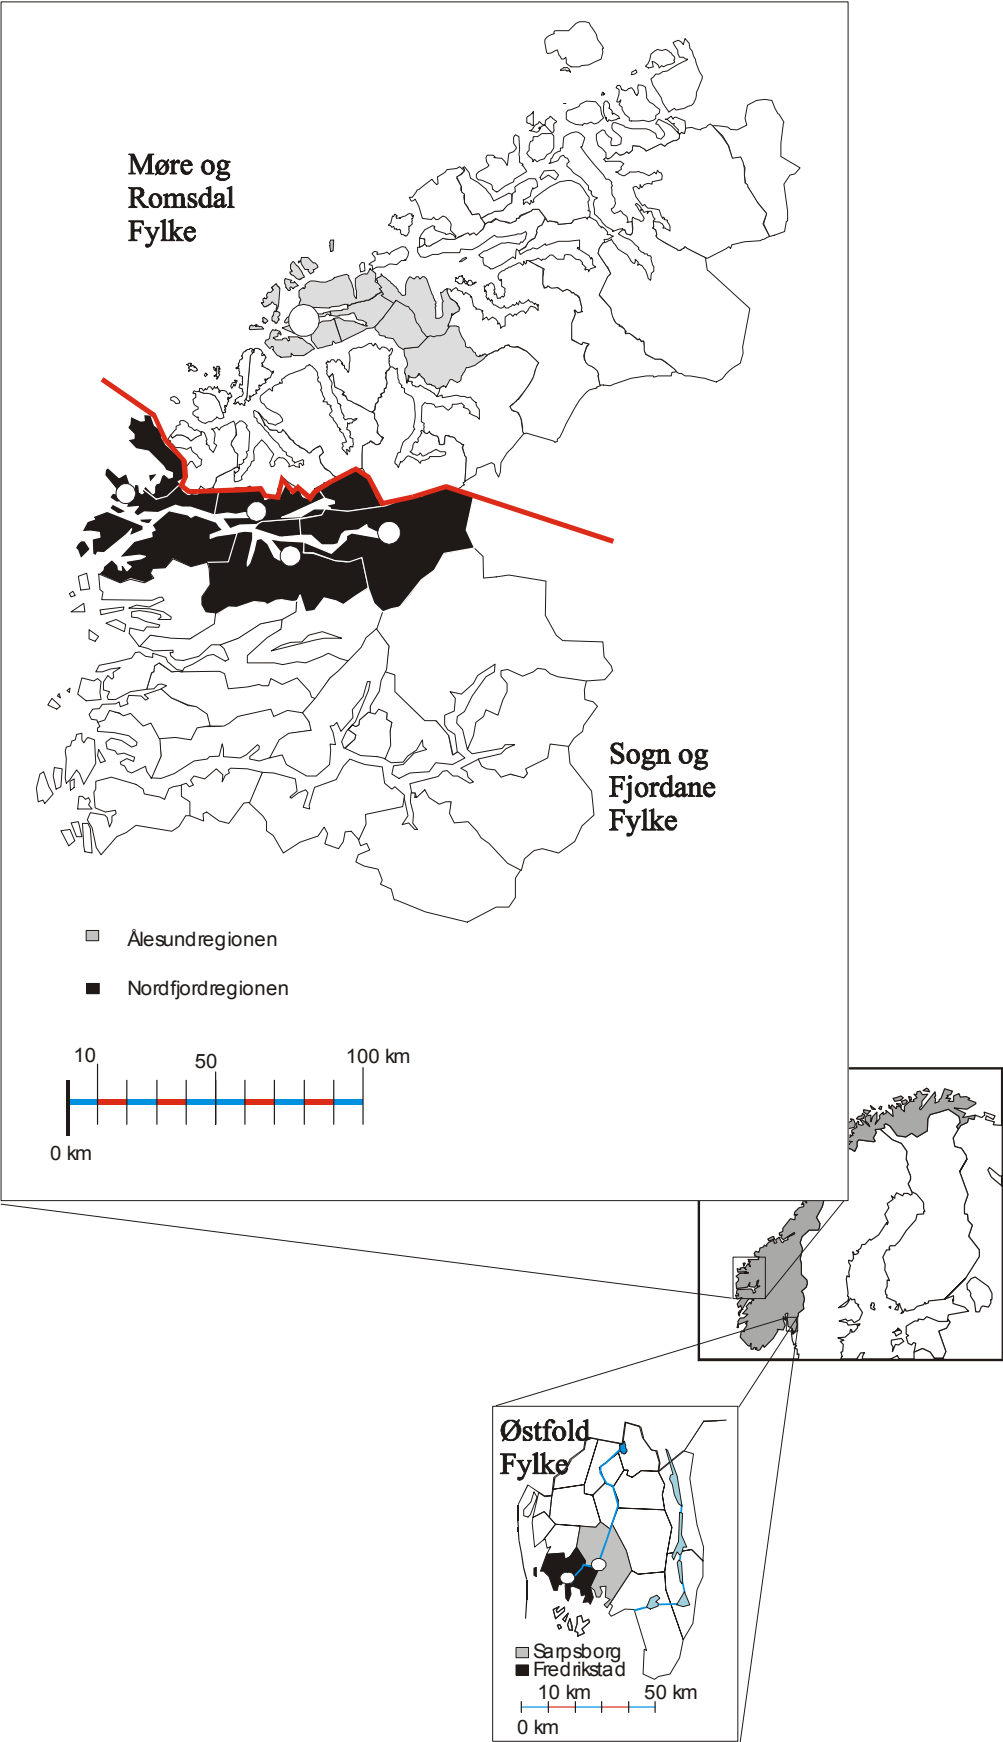 Møre og
Romsdal
Fylke
Sogn og
Fjordane
Fylke
Ålesundregionen
Nordfjordregionen
10
50
100 km
0 km
Østfold
Fylke
Sarpsborg
Fredrikstad
10 km
50 km
0 km